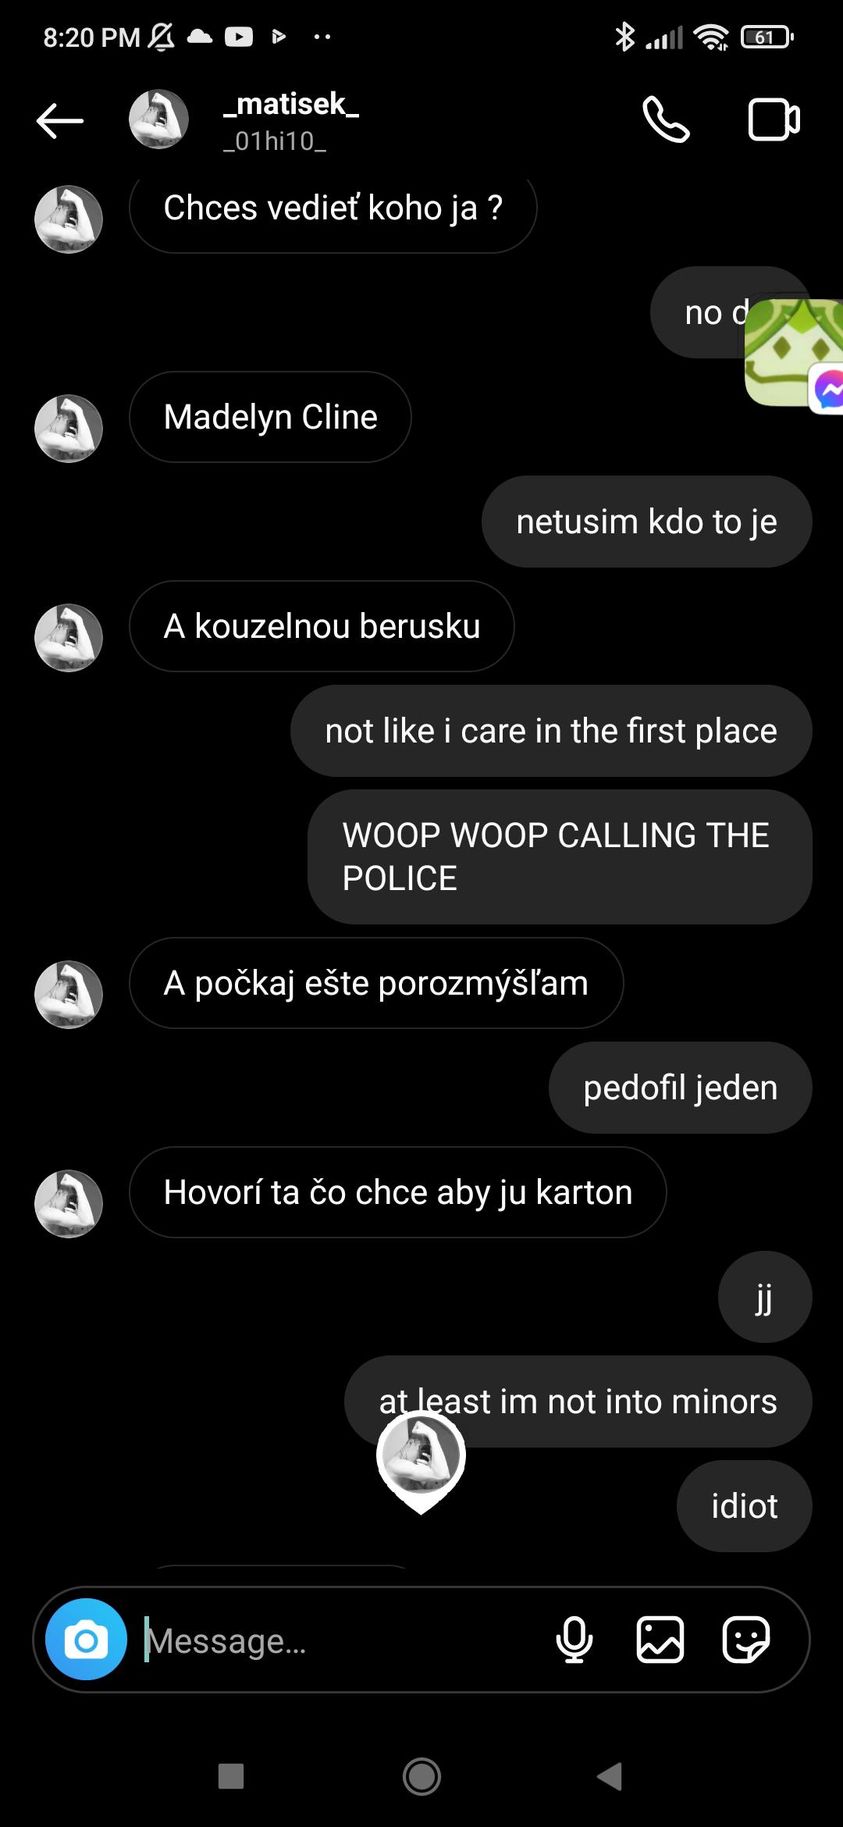 8:20 PM
61
_matisek_
_01hi10_
Chces vedieť koho ja ?
no
Madelyn Cline
netusim kdo to je
A kouzelnou berusku
not like i care in the first place
WOOP WOOP CALLING THE
POLICE
A počkaj ešte porozmýšľam
pedofil jeden
Hovorí ta čo chce aby ju karton
jj
at least im not into minors
idiot
Message...